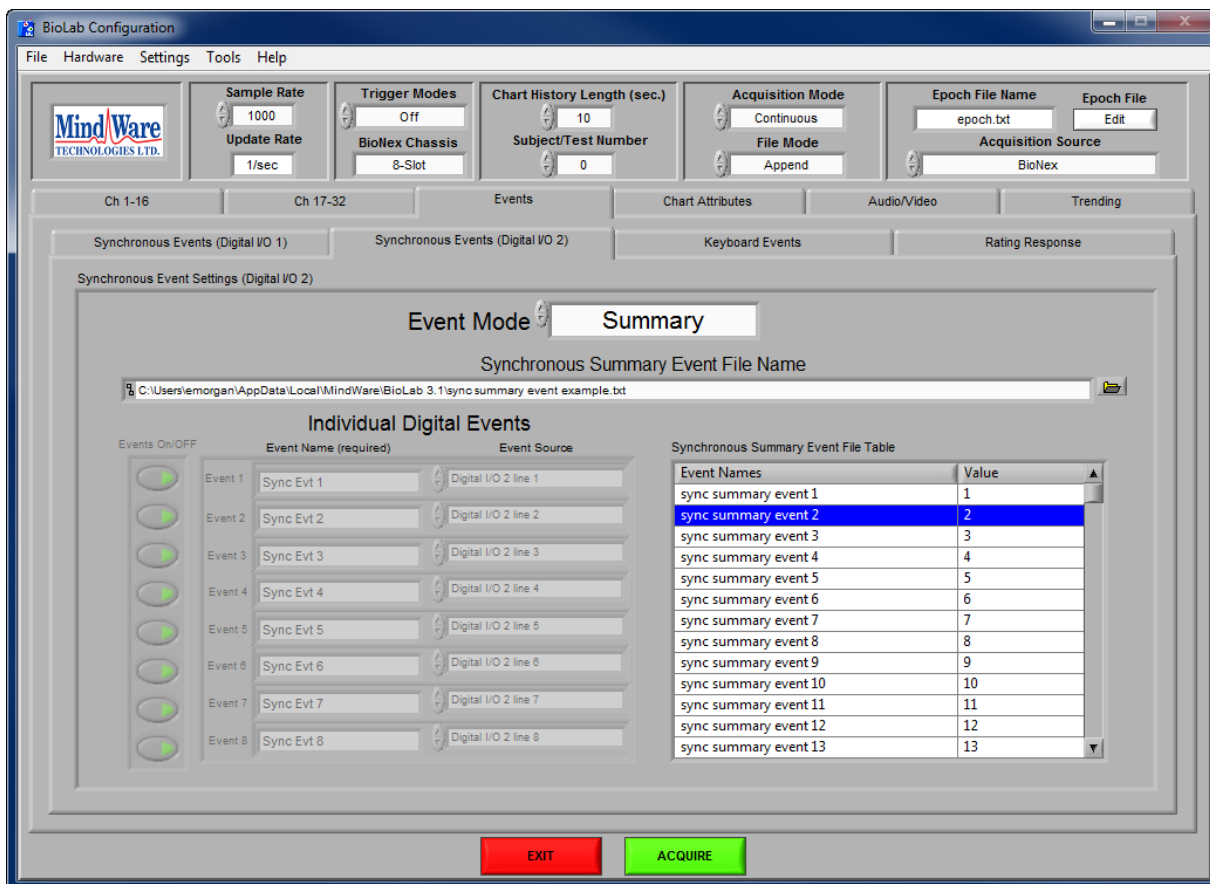 BioLab Configuration
File Hardware Settings Tools Help
MindWare
TECHNOLOGIES LTD.
Sample Rate
1000
Update Rate
1/sec
Trigger Modes
Off
BioNex Chassis
8-Slot
Chart History Length (sec.)
10
Subject/Test Number
0
Acquisition Mode
Continuous
File Mode
Append
Epoch File Name
epoch.txt
Epoch File
Edit
Acquisition Source
BioNex
Ch 1-16 Ch 17-32 Events Chart Attributes Audio/Video Trending
Synchronous Events (Digital I/O 1) Synchronous Events (Digital I/O 2) Keyboard Events Rating Response
Synchronous Event Settings (Digital I/O 2)
Event Mode Summary
Synchronous Summary Event File Name
C:\Users\emorgan\AppData\Local\MindWare\BioLab 3.1\sync summary event example.txt
Individual Digital Events
Events On/OFF Event Name (required) Event Source
Event 1 Sync Evt 1 Digital I/O 2 line 1
Event 2 Sync Evt 2 Digital I/O 2 line 2
Event 3 Sync Evt 3 Digital I/O 2 line 3
Event 4 Sync Evt 4 Digital I/O 2 line 4
Event 5 Sync Evt 5 Digital I/O 2 line 5
Event 6 Sync Evt 6 Digital I/O 2 line 6
Event 7 Sync Evt 7 Digital I/O 2 line 7
Event 8 Sync Evt 8 Digital I/O 2 line 8
Synchronous Summary Event File Table
Event Names Value
sync summary event 1 1
sync summary event 2 2
sync summary event 3 3
sync summary event 4 4
sync summary event 5 5
sync summary event 6 6
sync summary event 7 7
sync summary event 8 8
sync summary event 9 9
sync summary event 10 10
sync summary event 11 11
sync summary event 12 12
sync summary event 13 13
EXIT ACQUIRE